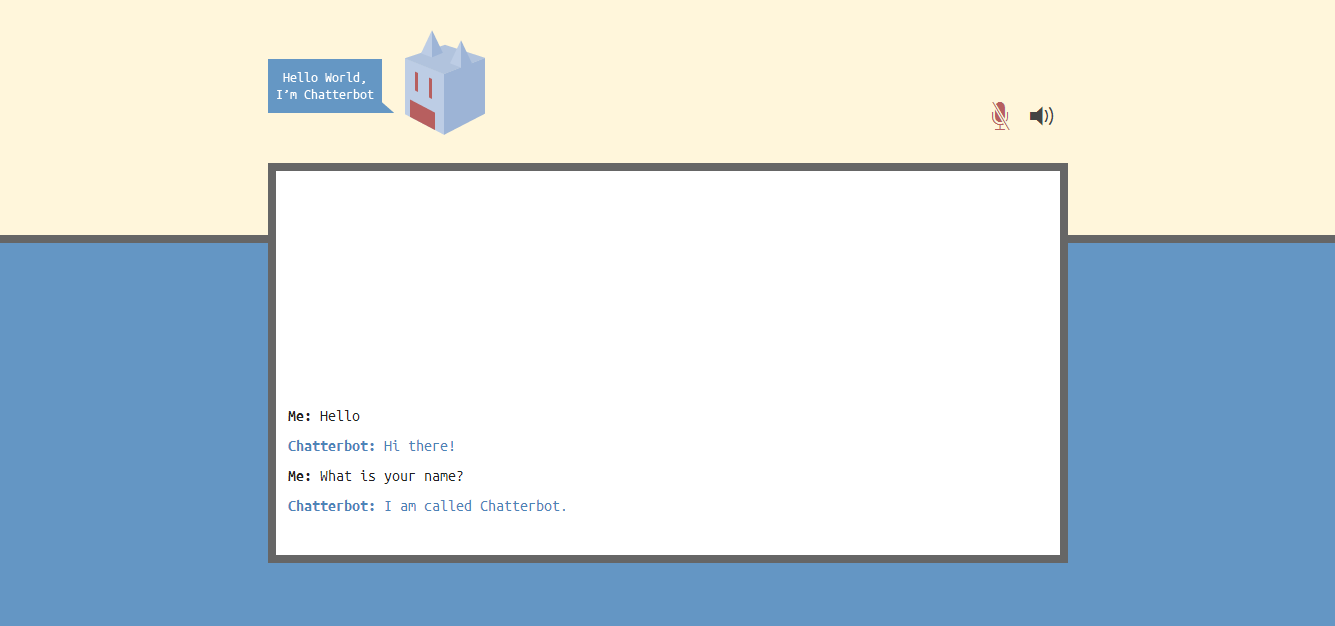 Hello World,
I'm Chatterbot
Me: Hello
Chatterbot: Hi there!
Me: What is your name?
Chatterbot: I am called Chatterbot.